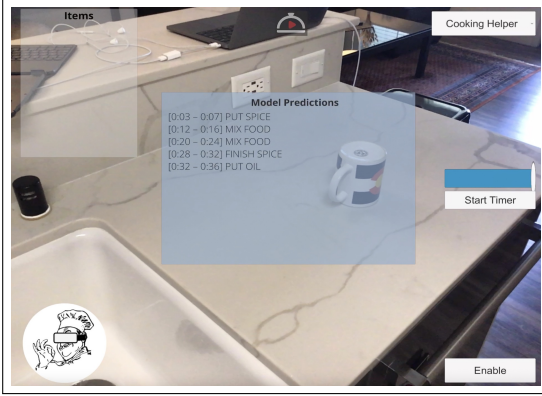 Items
Cooking Helper
Model Predictions
[0:03 – 0:07] PUT SPICE
[0:12 – 0:16] MIX FOOD
[0:20 – 0:24] MIX FOOD
[0:28 – 0:32] FINISH SPICE
[0:32 – 0:36] PUT OIL
Start Timer
Enable